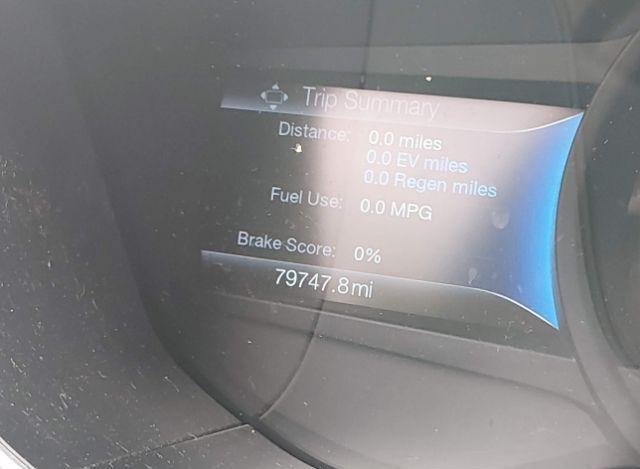 Trip Summary
Distance: 0.0 miles
0.0 EV miles
0.0 Regen miles
Fuel Use: 0.0 MPG
Brake Score: 0%
79747.8mi